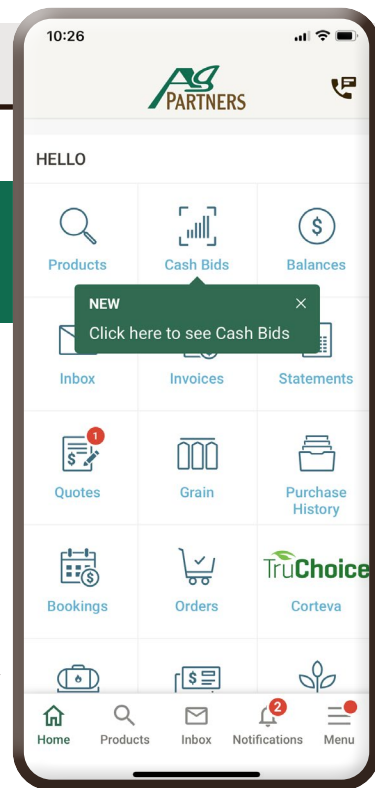 10:26
Ag
PARTNERS
HELLO
Products
Cash Bids
Balances
NEW
Click here to see Cash Bids
Inbox
Invoices
Statements
1
Quotes
Grain
Purchase
History
Bookings
Orders
TruChoice
Corteva
2
Home
Products
Inbox
Notifications
Menu